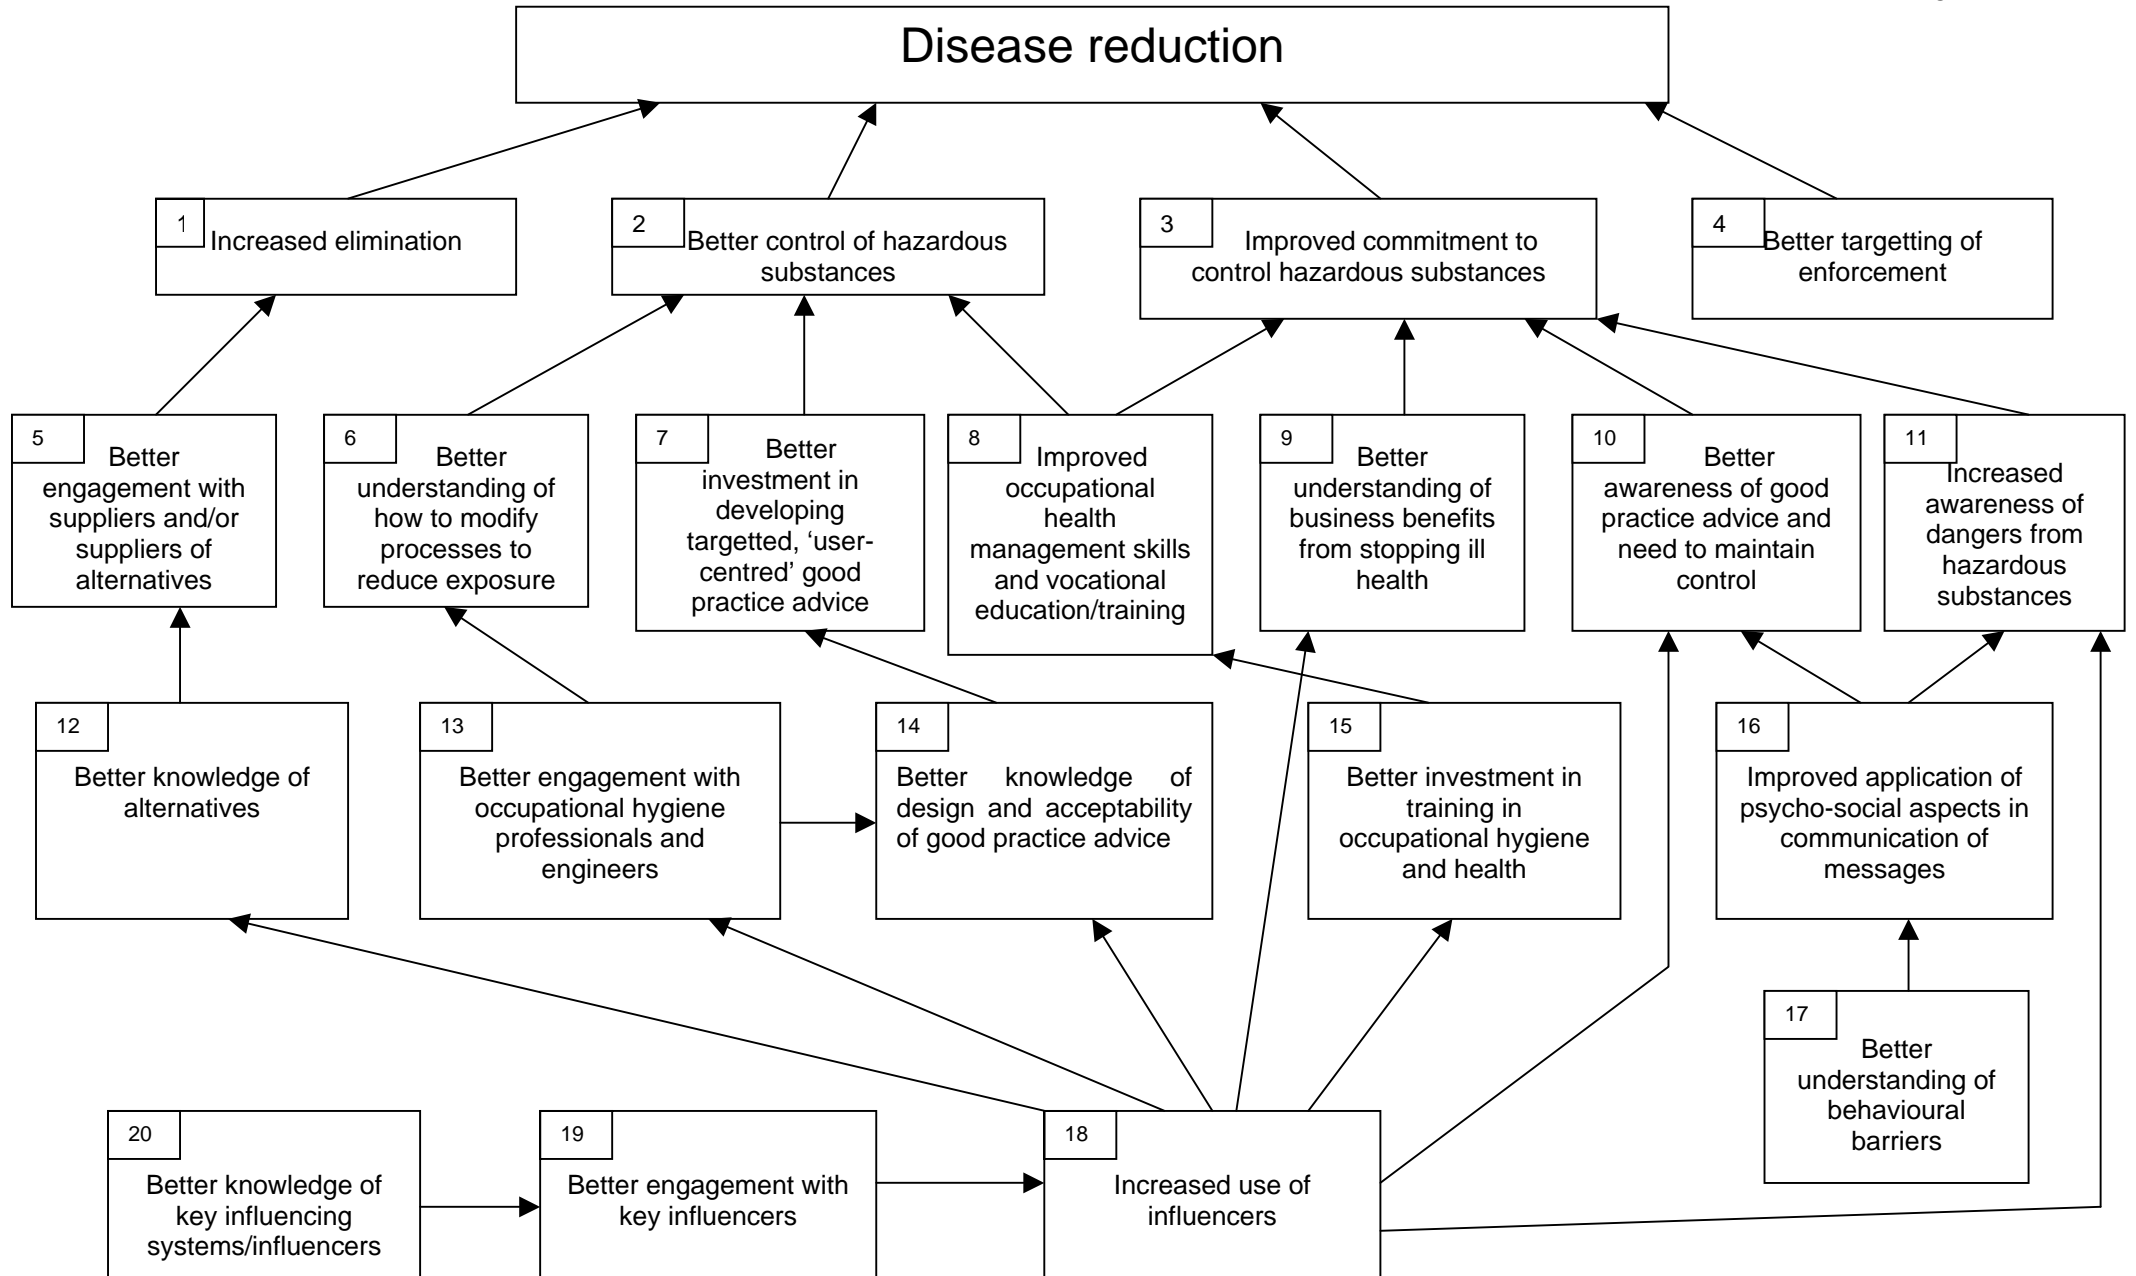 Disease reduction
1
Increased elimination
2
Better control of hazardous
substances
3
Improved commitment to
control hazardous substances
4
Better targetting of
enforcement
5
Better
engagement with
suppliers and/or
suppliers of
alternatives
6
Better
understanding of
how to modify
processes to
reduce exposure
7
Better
investment in
developing
targetted, ‘user-
centred’ good
practice advice
8
Improved
occupational
health
management skills
and vocational
education/training
9
Better
understanding of
business benefits
from stopping ill
health
10
Better
awareness of good
practice advice and
need to maintain
control
11
Increased
awareness of
dangers from
hazardous
substances
12
Better knowledge of
alternatives
13
Better engagement with
occupational hygiene
professionals and
engineers
14
Better knowledge of
design and acceptability
of good practice advice
15
Better investment in
training in
occupational hygiene
and health
16
Improved application of
psycho-social aspects in
communication of
messages
17
Better
understanding of
behavioural
barriers
20
Better knowledge of
key influencing
systems/influencers
19
Better engagement with
key influencers
18
Increased use of
influencers